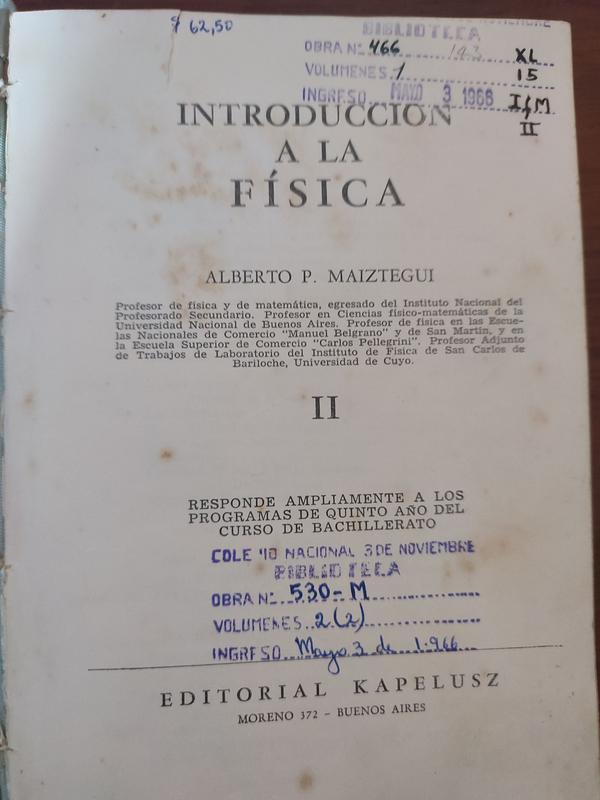 $ 62,50
NOVIEMBRE
BIBLIOTECA
OBRA Nº 466 XL
VOLUMENES 1 15
INGRESO MAYO 3 1966 I/M
II
INTRODUCCION
A LA
FÍSICA
ALBERTO P. MAIZTEGUI
Profesor de física y de matemática, egresado del Instituto Nacional del
Profesorado Secundario. Profesor en Ciencias físico-matemáticas de la
Universidad Nacional de Buenos Aires. Profesor de física en las Escue-
las Nacionales de Comercio "Manuel Belgrano" y de San Martín, y en
la Escuela Superior de Comercio "Carlos Pellegrini". Profesor Adjunto
de Trabajos de Laboratorio del Instituto de Física de San Carlos de
Bariloche, Universidad de Cuyo.
II
RESPONDE AMPLIAMENTE A LOS
PROGRAMAS DE QUINTO AÑO DEL
CURSO DE BACHILLERATO
COLEGIO NACIONAL 3 DE NOVIEMBRE
BIBLIOTECA
OBRA Nº 530-M
VOLUMENES 2(2)
INGRESO Mayo 3 de 1.966
EDITORIAL KAPELUSZ
MORENO 372 - BUENOS AIRES